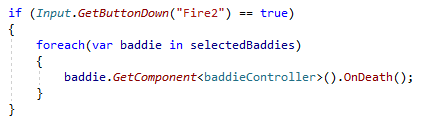 if (Input.GetButtonDown("Fire2") == true)
{
    foreach(var baddie in selectedBaddies)
    {
        baddie.GetComponent<baddieController>().OnDeath();
    }
}